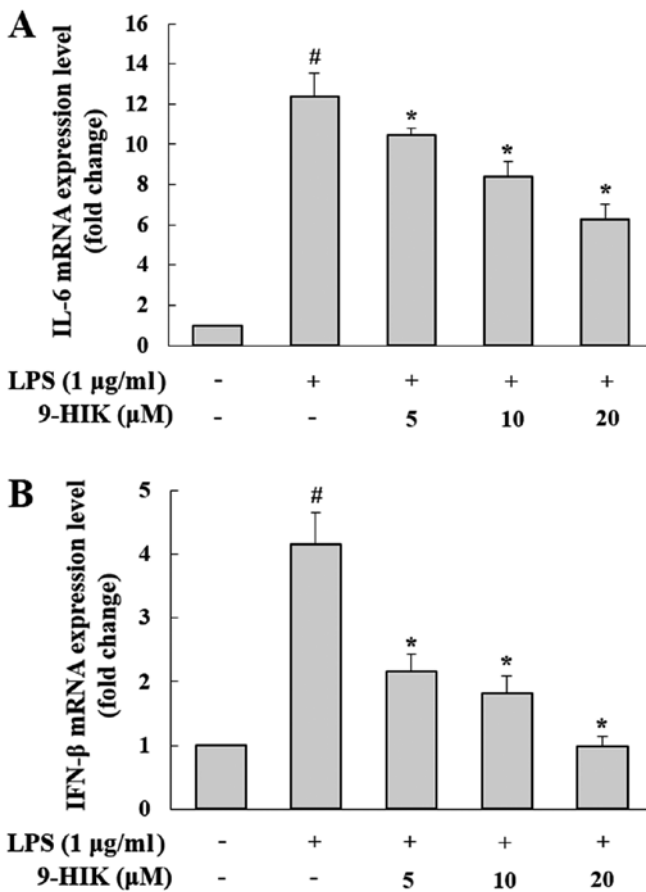 A
IL-6 mRNA expression level
(fold change)
16
14
12
10
8
6
4
2
0
#
*
*
*
LPS (1 μg/ml) - + + + +
9-HIK (μM) - - 5 10 20
B
IFN-β mRNA expression level
(fold change)
5
4
3
2
1
0
#
*
*
*
LPS (1 μg/ml) - + + + +
9-HIK (μM) - - 5 10 20